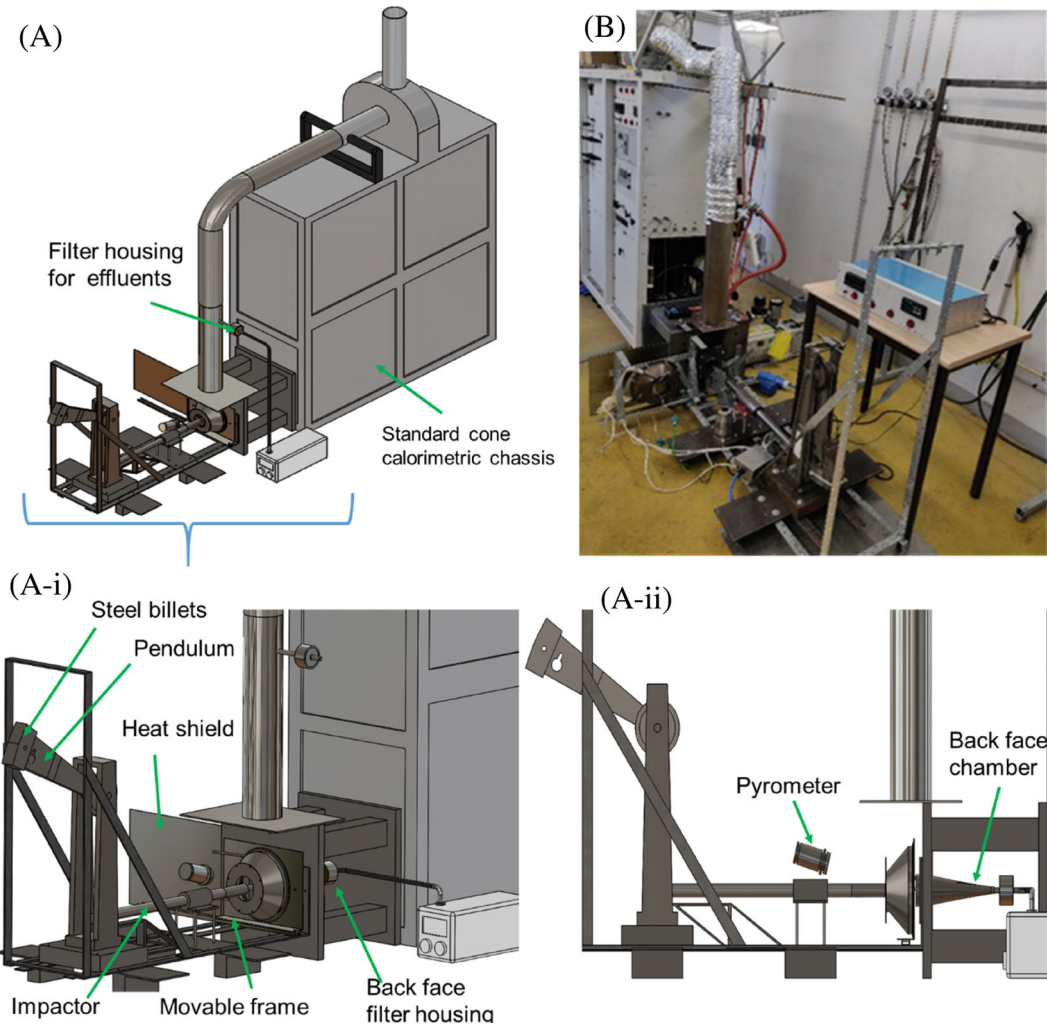 (A)
(B)
Filter housing
for effluents
Standard cone
calorimetric chassis
(A-i)
(A-ii)
Steel billets
Pendulum
Heat shield
Impactor
Movable frame
Back face
filter housing
Pyrometer
Back face
chamber